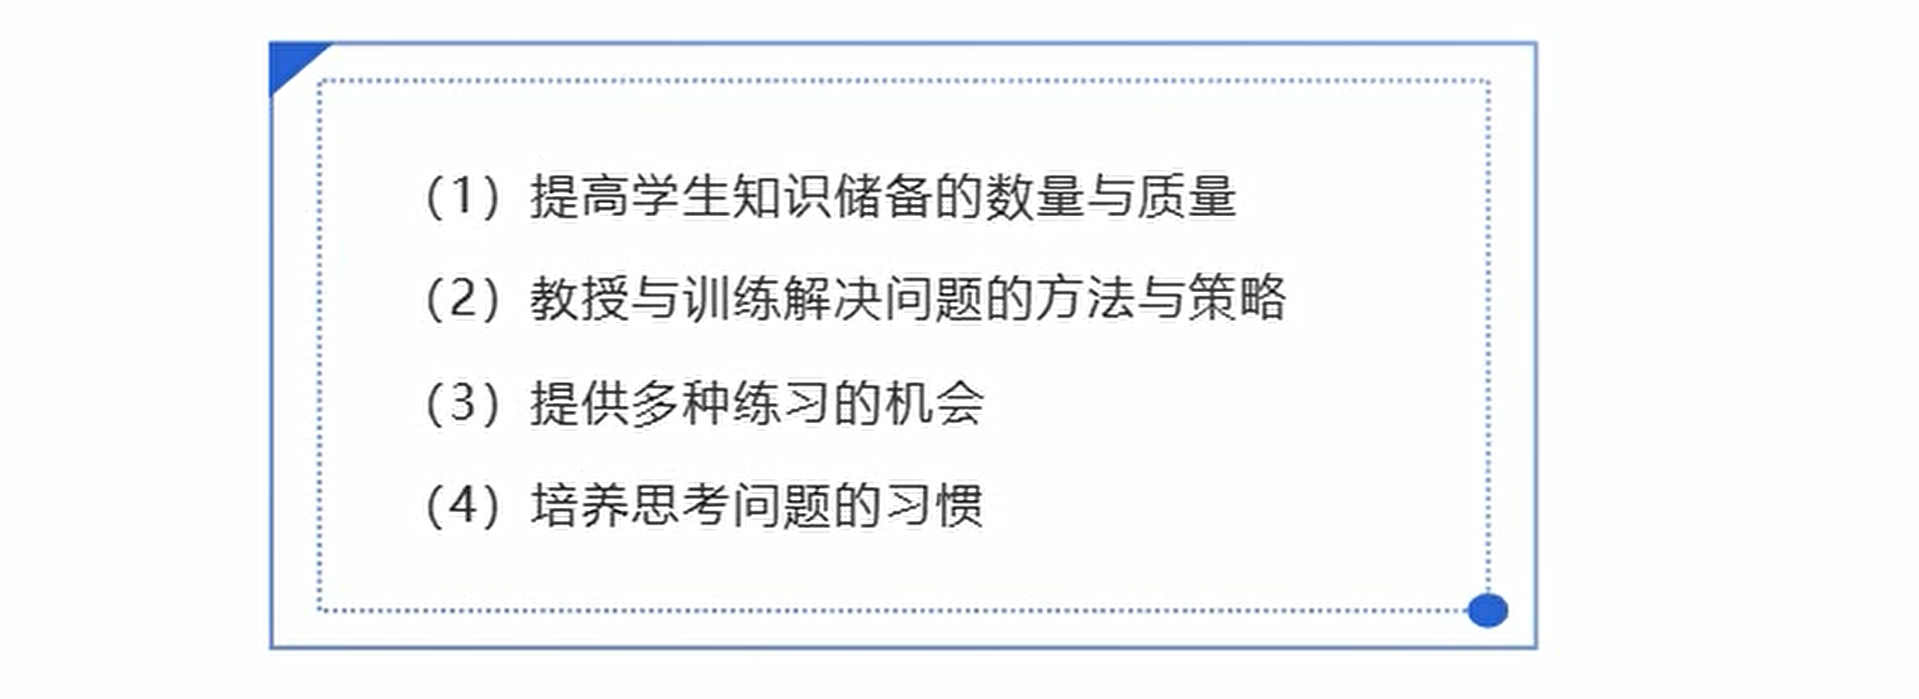 （1）提高学生知识储备的数量与质量
（2）教授与训练解决问题的方法与策略
（3）提供多种练习的机会
（4）培养思考问题的习惯